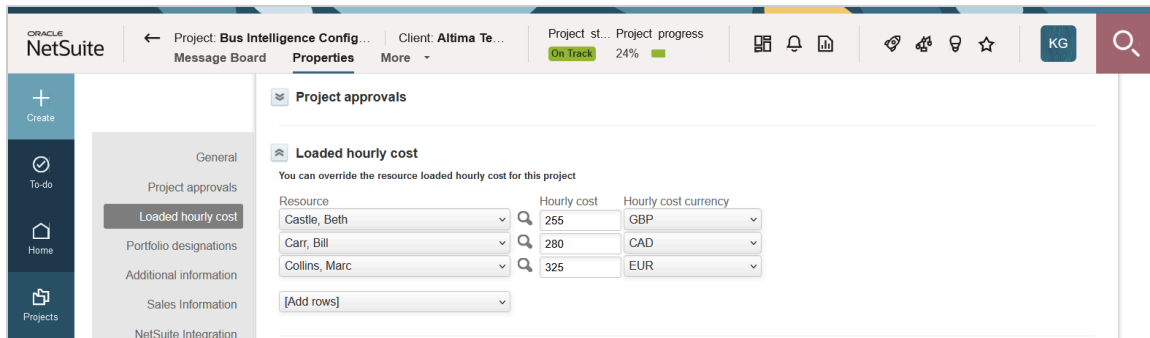 ORACLE
NetSuite
Project: Bus Intelligence Config...
Client: Altima Te...
Project st...
Project progress
Message Board
Properties
More
On Track
24%
KG
Create
To-do
Home
Projects
General
Project approvals
Loaded hourly cost
Portfolio designations
Additional information
Sales Information
NetSuite Integration
Project approvals
Loaded hourly cost
You can override the resource loaded hourly cost for this project
Resource Hourly cost Hourly cost currency
Castle, Beth 255 GBP
Carr, Bill 280 CAD
Collins, Marc 325 EUR
[Add rows]